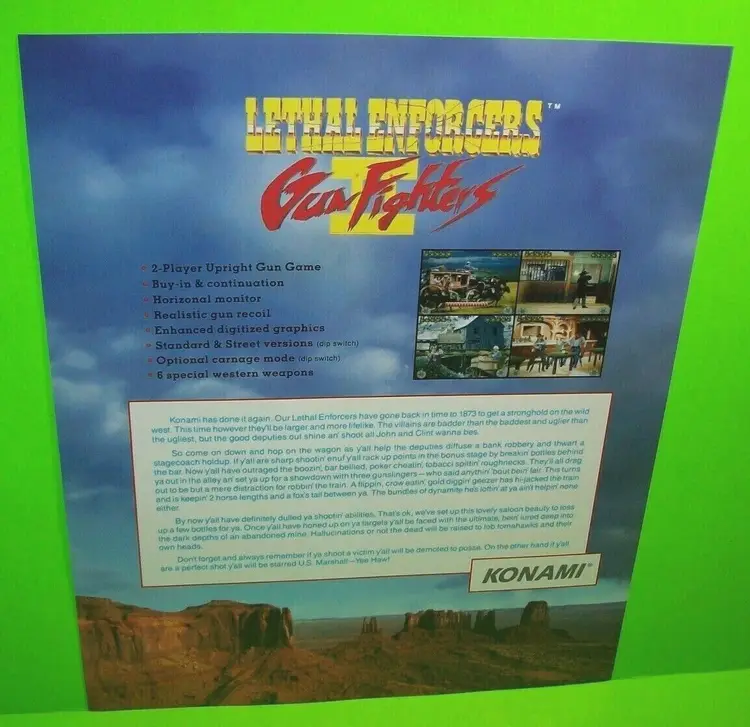 LETHAL ENFORCERS™
II
Gun Fighters
2-Player Upright Gun Game
Buy-in & continuation
Horizonal monitor
Realistic gun recoil
Enhanced digitized graphics
Standard & Street versions (dip switch)
Optional carnage mode (dip switch)
6 special western weapons
Konami has done it again. Our Lethal Enforcers have gone back in time to 1873 to get a stronghold on the wild
west. This time however they'll be larger and more lifelike. The villains are badder than the baddest and uglier than
the ugliest, but the good deputies out shine an' shoot all John and Clint wanna bes.
So come on down and hop on the wagon as y'all help the deputies diffuse a bank robbery and thwart a
stagecoach holdup. If y'all are sharp shootin' enuf y'all rack up points in the bonus stage by breakin bottles behind
the bar. Now y'all have outraged the boozin', bar bellied, poker cheatin', tobacci spittin' roughnecks. They'll all drag
ya out in the alley an' set ya up for a showdown with three gunslingers — who said anythin' 'bout bein' fair. This turns
out to be but a mere distraction for robbin' the train. A flippin, crow eatin' gold diggin' geezer has hi-jacked the train
and is keepin' 2 horse lengths and a fox's tail between ya. The bundles of dynamite he's loftin' at ya ain't helpin' none
either.
By now y'all have definitely dulled ya shootin' abilities. That's ok, we've set up this lovely saloon beauty to lose
up a few bottles for ya. Once y'all have honed up on ya targets y'all be faced with the ultimate, bein' lured deep into
the dark depths of an abandoned mine. Hallucinations or not the dead will be raised to lob tomahawks and their
own heads.
Don't forget and always remember if ya shoot a victim y'all will be demoted to posse. On the other hand if y'all
are a perfect shot y'all will be starred U.S. Marshall — Yee Haw!
KONAMI®